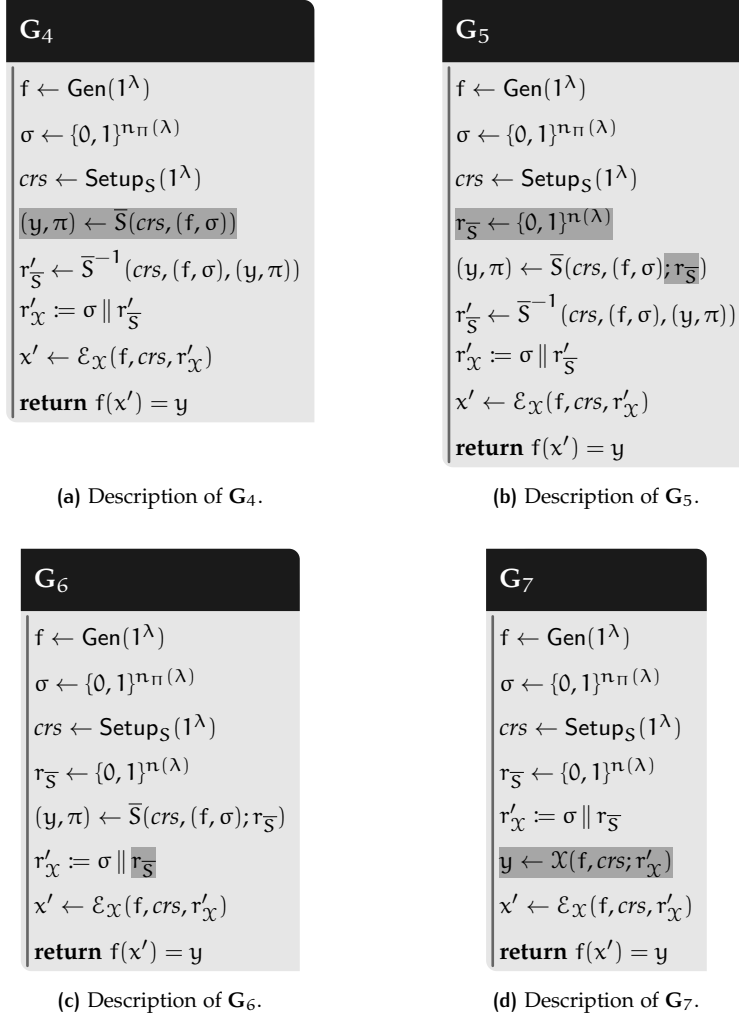 G₄
f ← Gen(1^λ)
σ ← {0, 1}^{n_Π(λ)}
crs ← Setup_S(1^λ)
(y, π) ← S̅(crs, (f, σ))
r′_S̅ ← S̅⁻¹(crs, (f, σ), (y, π))
r′_𝒳 := σ ∥ r′_S̅
x′ ← ℰ_𝒳(f, crs, r′_𝒳)
return f(x′) = y
(a) Description of G₄.
G₅
f ← Gen(1^λ)
σ ← {0, 1}^{n_Π(λ)}
crs ← Setup_S(1^λ)
r_S̅ ← {0, 1}^{n(λ)}
(y, π) ← S̅(crs, (f, σ); r_S̅)
r′_S̅ ← S̅⁻¹(crs, (f, σ), (y, π))
r′_𝒳 := σ ∥ r′_S̅
x′ ← ℰ_𝒳(f, crs, r′_𝒳)
return f(x′) = y
(b) Description of G₅.
G₆
f ← Gen(1^λ)
σ ← {0, 1}^{n_Π(λ)}
crs ← Setup_S(1^λ)
r_S̅ ← {0, 1}^{n(λ)}
(y, π) ← S̅(crs, (f, σ); r_S̅)
r′_𝒳 := σ ∥ r_S̅
x′ ← ℰ_𝒳(f, crs, r′_𝒳)
return f(x′) = y
(c) Description of G₆.
G₇
f ← Gen(1^λ)
σ ← {0, 1}^{n_Π(λ)}
crs ← Setup_S(1^λ)
r_S̅ ← {0, 1}^{n(λ)}
r′_𝒳 := σ ∥ r_S̅
y ← 𝒳(f, crs; r′_𝒳)
x′ ← ℰ_𝒳(f, crs, r′_𝒳)
return f(x′) = y
(d) Description of G₇.